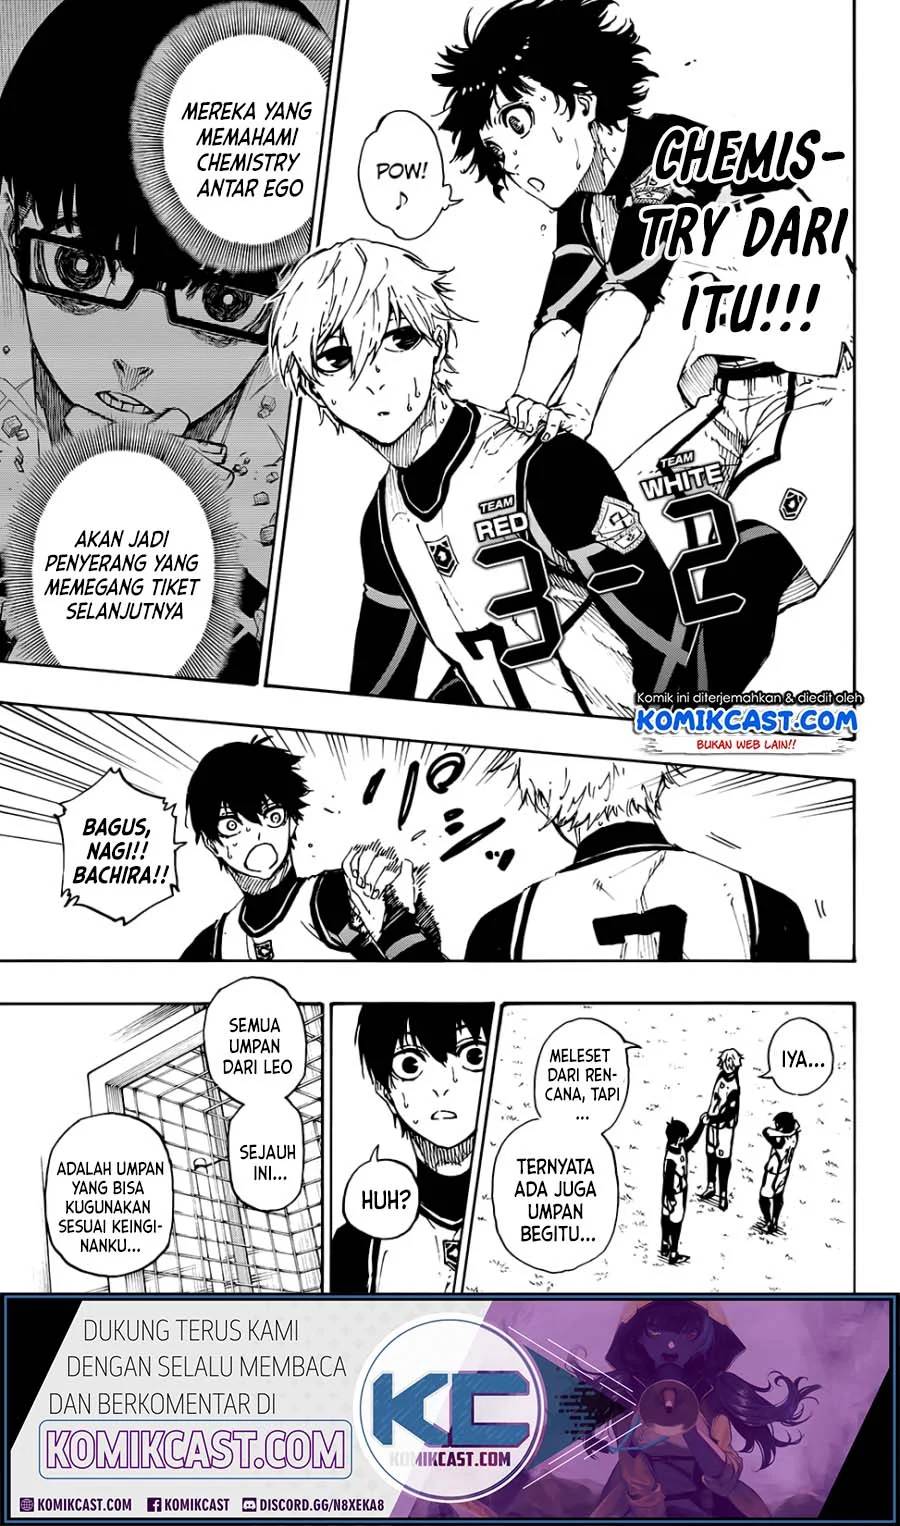 CHEMIS-
TRY DARI
ITU!!!
POW!
♪
TEAM
RED
3-2
TEAM
WHITE
7
MEREKA YANG
MEMAHAMI
CHEMISTRY
ANTAR EGO
AKAN JADI
PENYERANG YANG
MEMEGANG TIKET
SELANJUTNYA
Komik ini diterjemahkan & diedit oleh
KOMIKCAST.COM
BUKAN WEB LAIN!!
BAGUS,
NAGI!!
BACHIRA!!
7
IYA...
MELESET
DARI REN-
CANA, TAPI
...
TERNYATA
ADA JUGA
UMPAN
BEGITU...
HUH?
SEMUA
UMPAN
DARI LEO
SEJAUH
INI...
ADALAH UMPAN
YANG BISA
KUGUNAKAN
SESUAI KEINGI-
NANKU...
DUKUNG TERUS KAMI
DENGAN SELALU MEMBACA
DAN BERKOMENTAR DI
KOMIKCAST.COM
KC
KOMIKCAST.COM
KOMIKCAST.COM
KOMIKCAST
DISCORD.GG/N8XEKA8